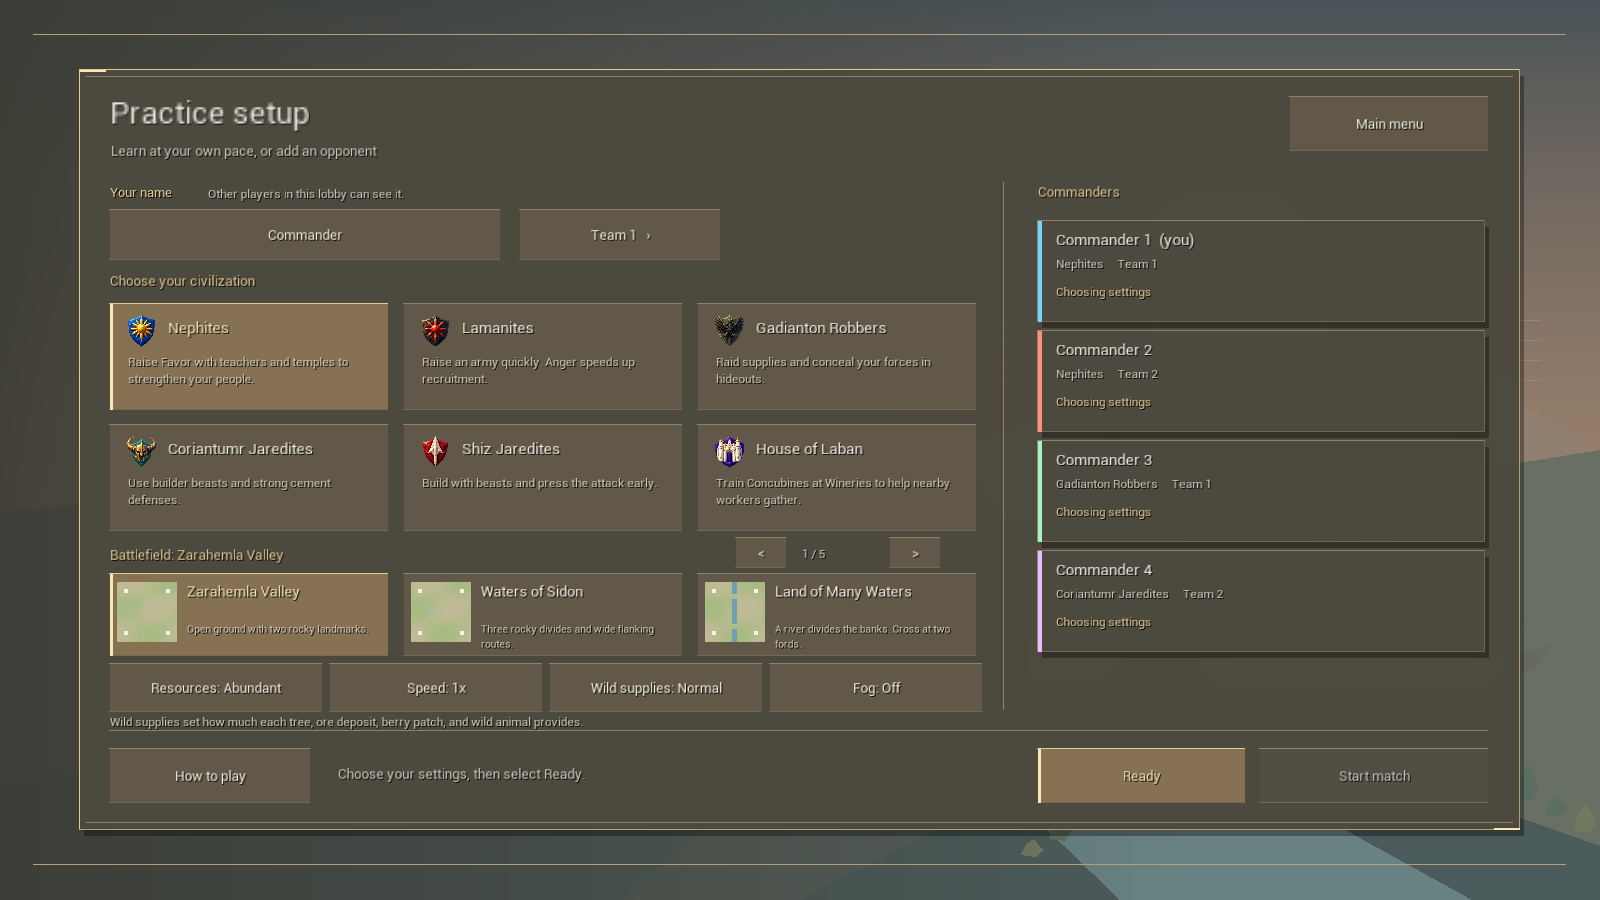 Practice setup
Main menu
Learn at your own pace, or add an opponent
Your name
Other players in this lobby can see it.
Commander
Team 1 ›
Choose your civilization
Nephites
Raise Favor with teachers and temples to
strengthen your people.
Lamanites
Raise an army quickly. Anger speeds up
recruitment.
Gadianton Robbers
Raid supplies and conceal your forces in
hideouts.
Coriantumr Jaredites
Use builder beasts and strong cement
defenses.
Shiz Jaredites
Build with beasts and press the attack early.
House of Laban
Train Concubines at Wineries to help nearby
workers gather.
Battlefield: Zarahemla Valley
< 1 / 5 >
Zarahemla Valley
Open ground with two rocky landmarks.
Waters of Sidon
Three rocky divides and wide flanking
routes.
Land of Many Waters
A river divides the banks. Cross at two
fords.
Resources: Abundant
Speed: 1x
Wild supplies: Normal
Fog: Off
Wild supplies set how much each tree, ore deposit, berry patch, and wild animal provides.
Commanders
Commander 1 (you)
Nephites Team 1
Choosing settings
Commander 2
Nephites Team 2
Choosing settings
Commander 3
Gadianton Robbers Team 1
Choosing settings
Commander 4
Coriantumr Jaredites Team 2
Choosing settings
How to play
Choose your settings, then select Ready.
Ready
Start match